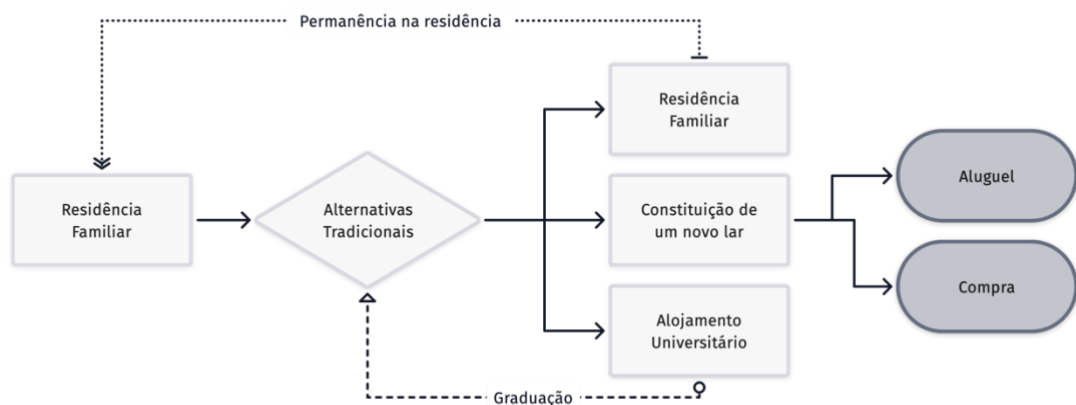 Permanência na residência
Residência
Familiar
Alternativas
Tradicionais
Residência
Familiar
Constituição de
um novo lar
Alojamento
Universitário
Aluguel
Compra
Graduação